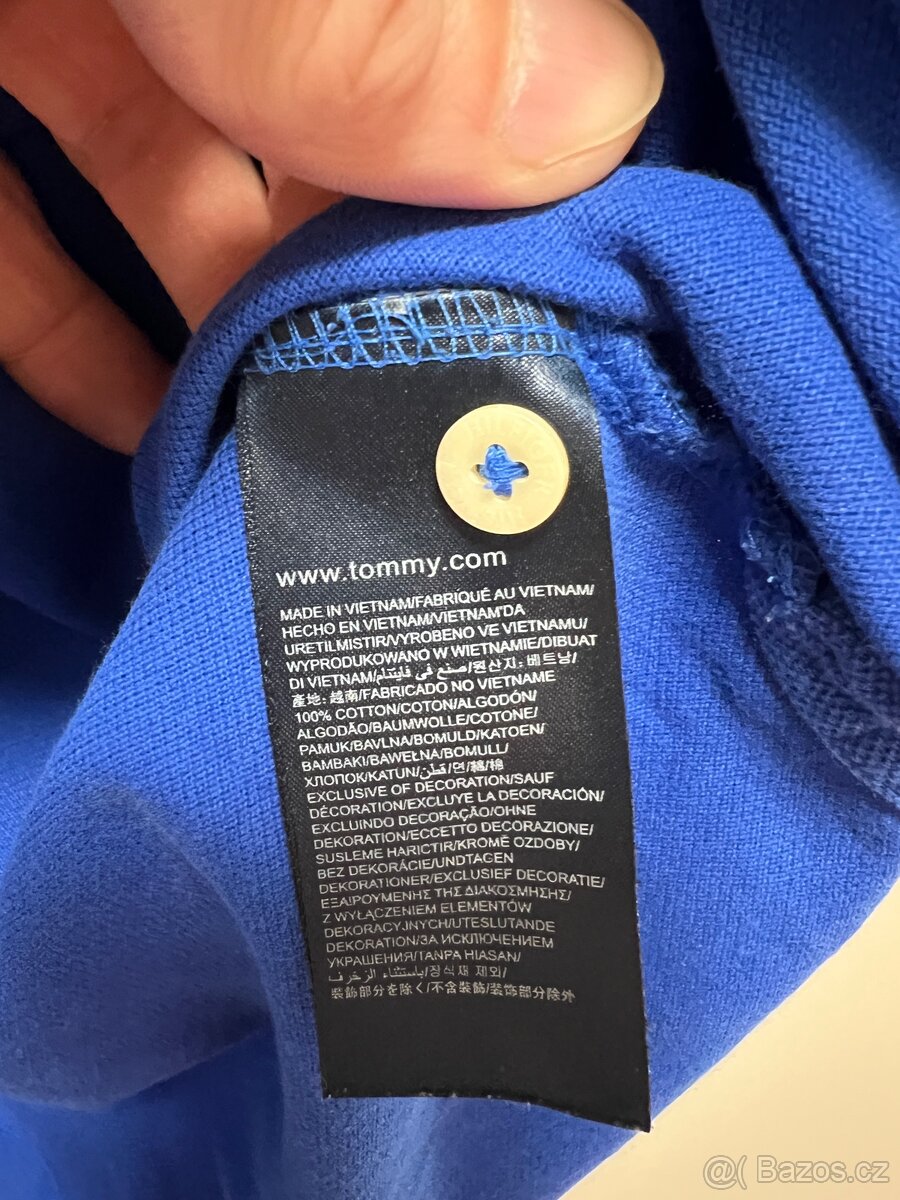 www.tommy.com
MADE IN VIETNAM/FABRIQUÉ AU VIETNAM/
HECHO EN VIETNAM/VIETNAM'DA
URETILMISTIR/VYROBENO VE VIETNAMU/
WYPRODUKOWANO W WIETNAMIE/DIBUAT
DI VIETNAM/صنع في فايتنام/원산지: 베트남/
產地: 越南/FABRICADO NO VIETNAME
100% COTTON/COTON/ALGODÓN/
ALGODÃO/BAUMWOLLE/COTONE/
PAMUK/BAVLNA/BOMULD/KATOEN/
ΒΑΜΒΑΚΙ/BAWEŁNA/BOMULL/
ХЛОПОК/KATUN/قطن/면/綿/棉
EXCLUSIVE OF DECORATION/SAUF
DÉCORATION/EXCLUYE LA DECORACIÓN/
EXCLUINDO DECORAÇÃO/OHNE
DEKORATION/ECCETTO DECORAZIONE/
SUSLEME HARICTIR/KROMĚ OZDOBY/
BEZ DEKORÁCIE/UNDTAGEN
DEKORATIONER/EXCLUSIEF DECORATIE/
ΕΞΑΙΡΟΥΜΕΝΗΣ ΤΗΣ ΔΙΑΚΟΣΜΗΣΗΣ/
Z WYŁĄCZENIEM ELEMENTÓW
DEKORACYJNYCH/UTESLUTANDE
DEKORATION/ЗА ИСКЛЮЧЕНИЕМ
УКРАШЕНИЯ/TANPA HIASAN/
باستثناء الزخرف/장식재 제외/
装飾部分を除く/不含裝飾/装饰部分除外
@( Bazos.cz